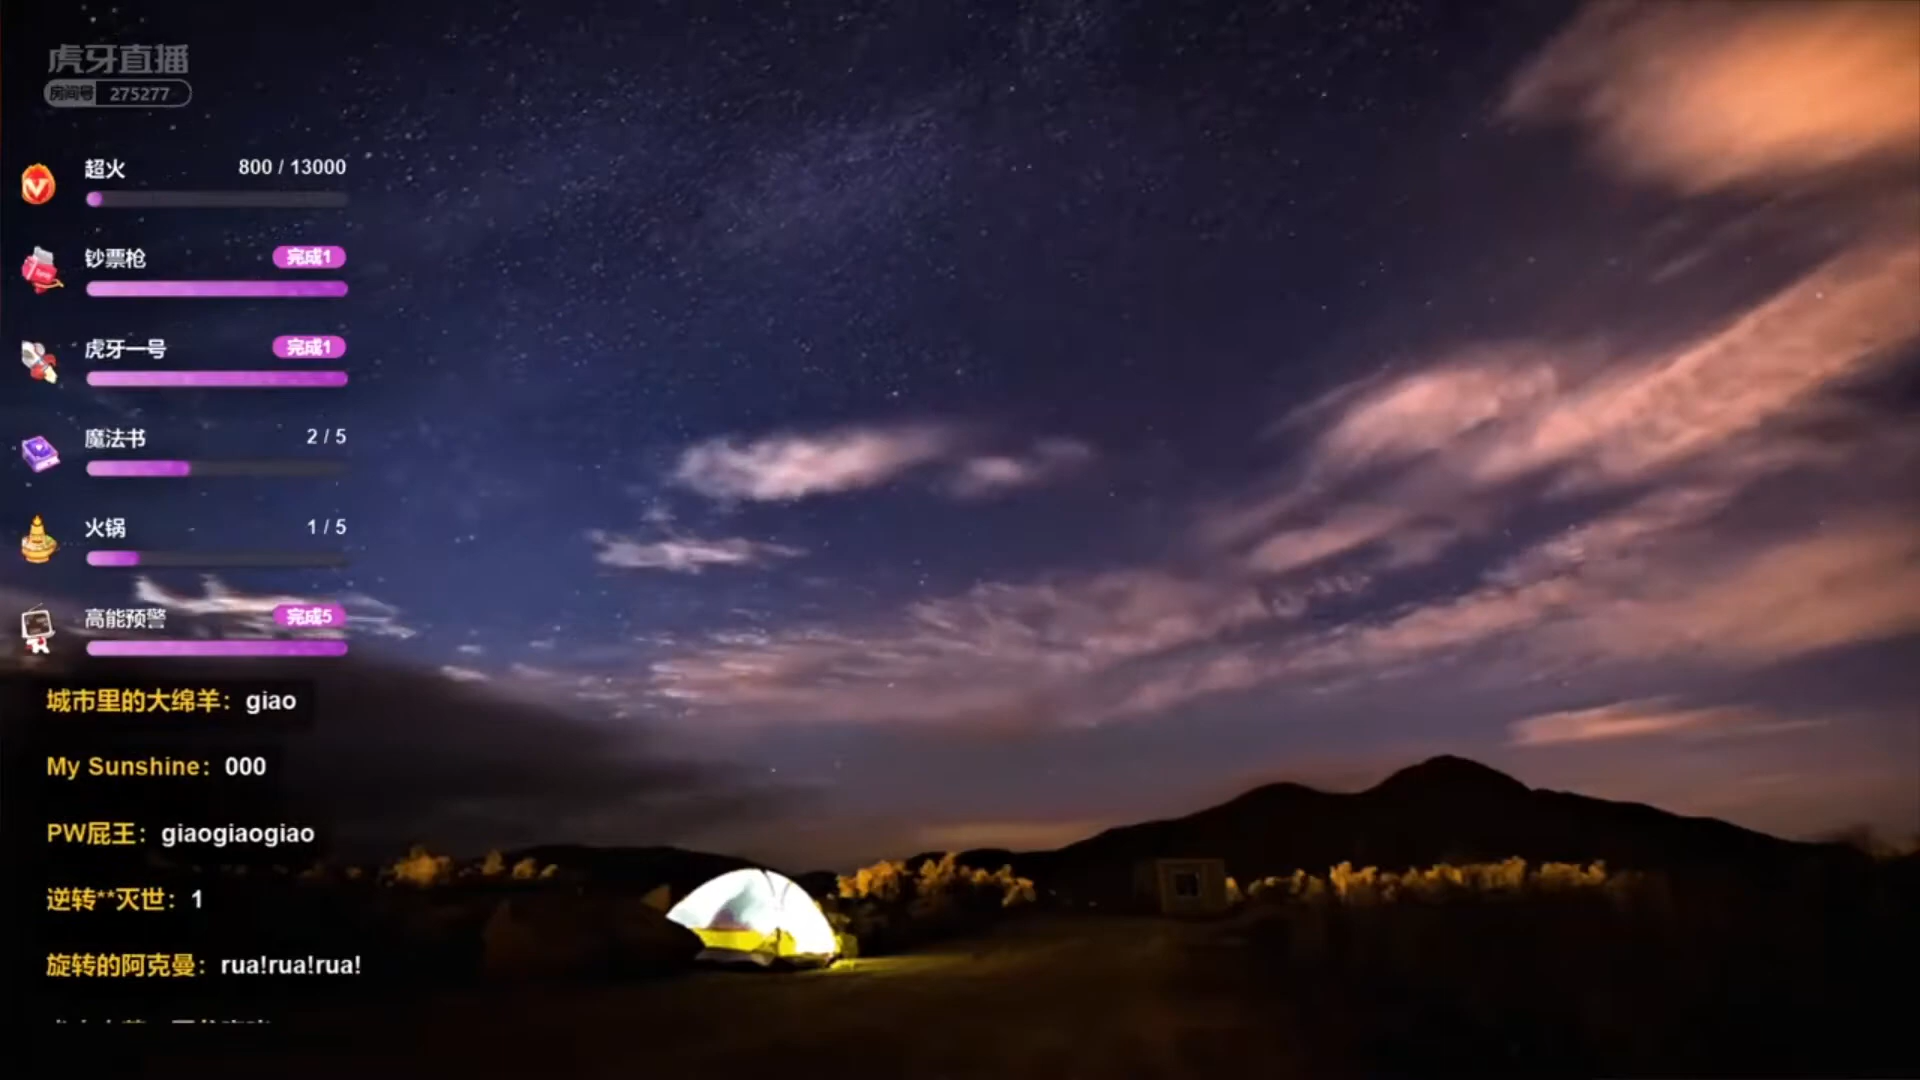 虎牙直播
房间号 275277
超火 800 / 13000
钞票枪 完成1
虎牙一号 完成1
魔法书 2 / 5
火锅 1 / 5
高能预警 完成5
城市里的大绵羊： giao
My Sunshine： 000
PW屁王： giaogiaogiao
逆转**灭世： 1
旋转的阿克曼： rua!rua!rua!